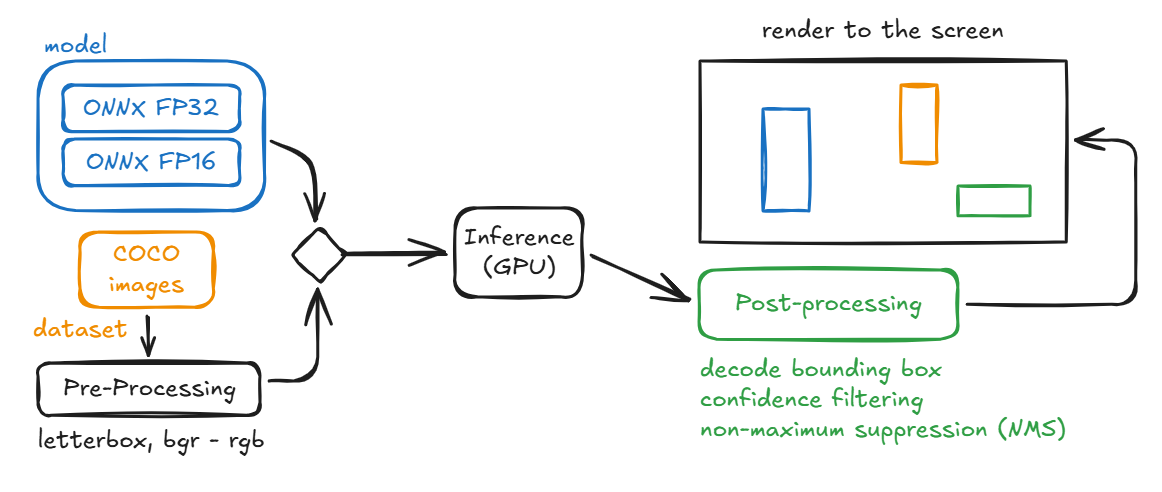 model
ONNX FP32
ONNX FP16
COCO
images
dataset
Pre-Processing
letterbox, bgr - rgb
Inference
(GPU)
render to the screen
Post-processing
decode bounding box
confidence filtering
non-maximum suppression (NMS)